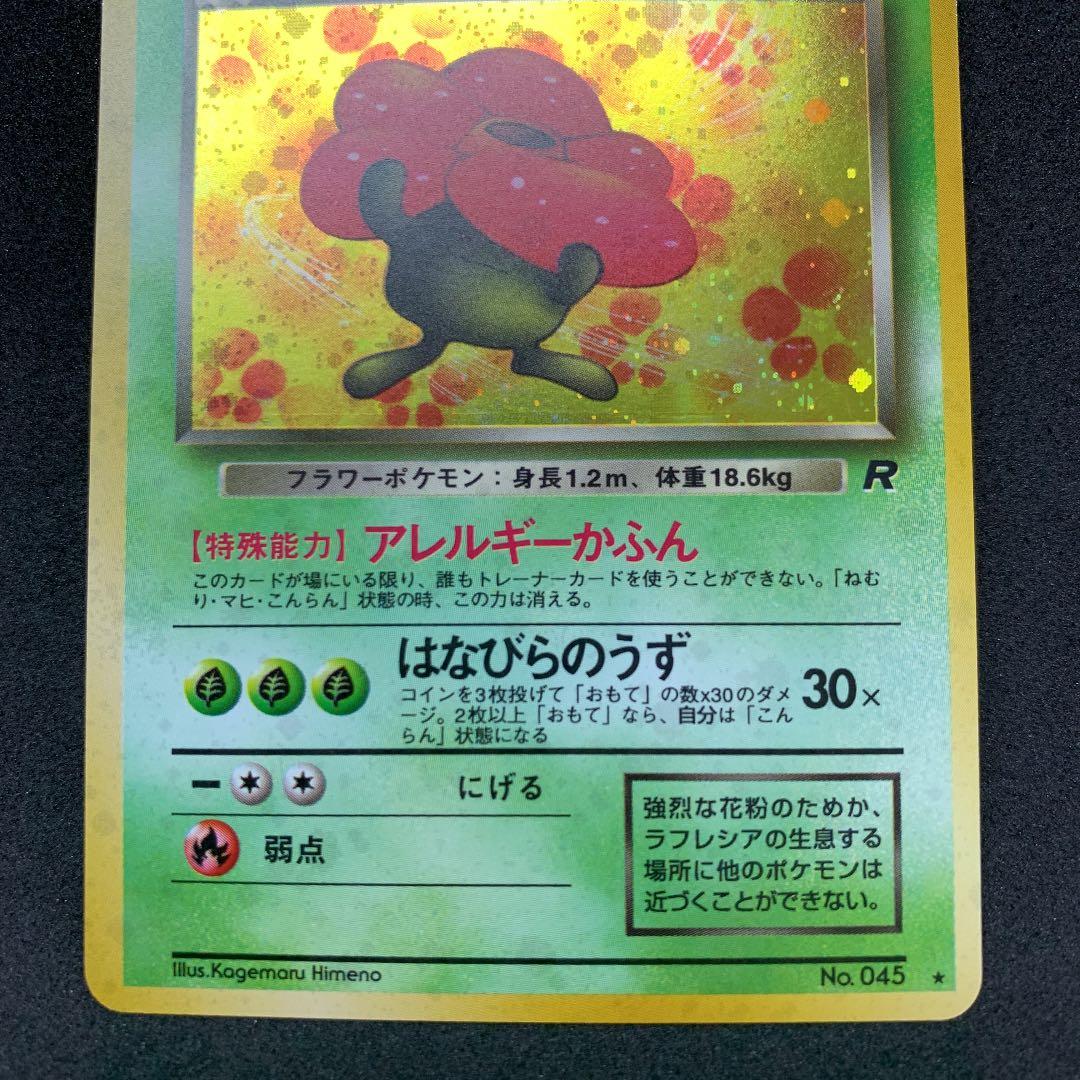 フラワーポケモン：身長1.2m、体重18.6kg
R
【特殊能力】アレルギーかふん
このカードが場にいる限り、誰もトレーナーカードを使うことができない。「ねむ
り・マヒ・こんらん」状態の時、この力は消える。
はなびらのうず
30×
コインを3枚投げて「おもて」の数x30のダメ
ージ。2枚以上「おもて」なら、自分は「こん
らん」状態になる
にげる
弱点
強烈な花粉のためか、
ラフレシアの生息する
場所に他のポケモンは
近づくことができない。
Illus.Kagemaru Himeno
No. 045 ★